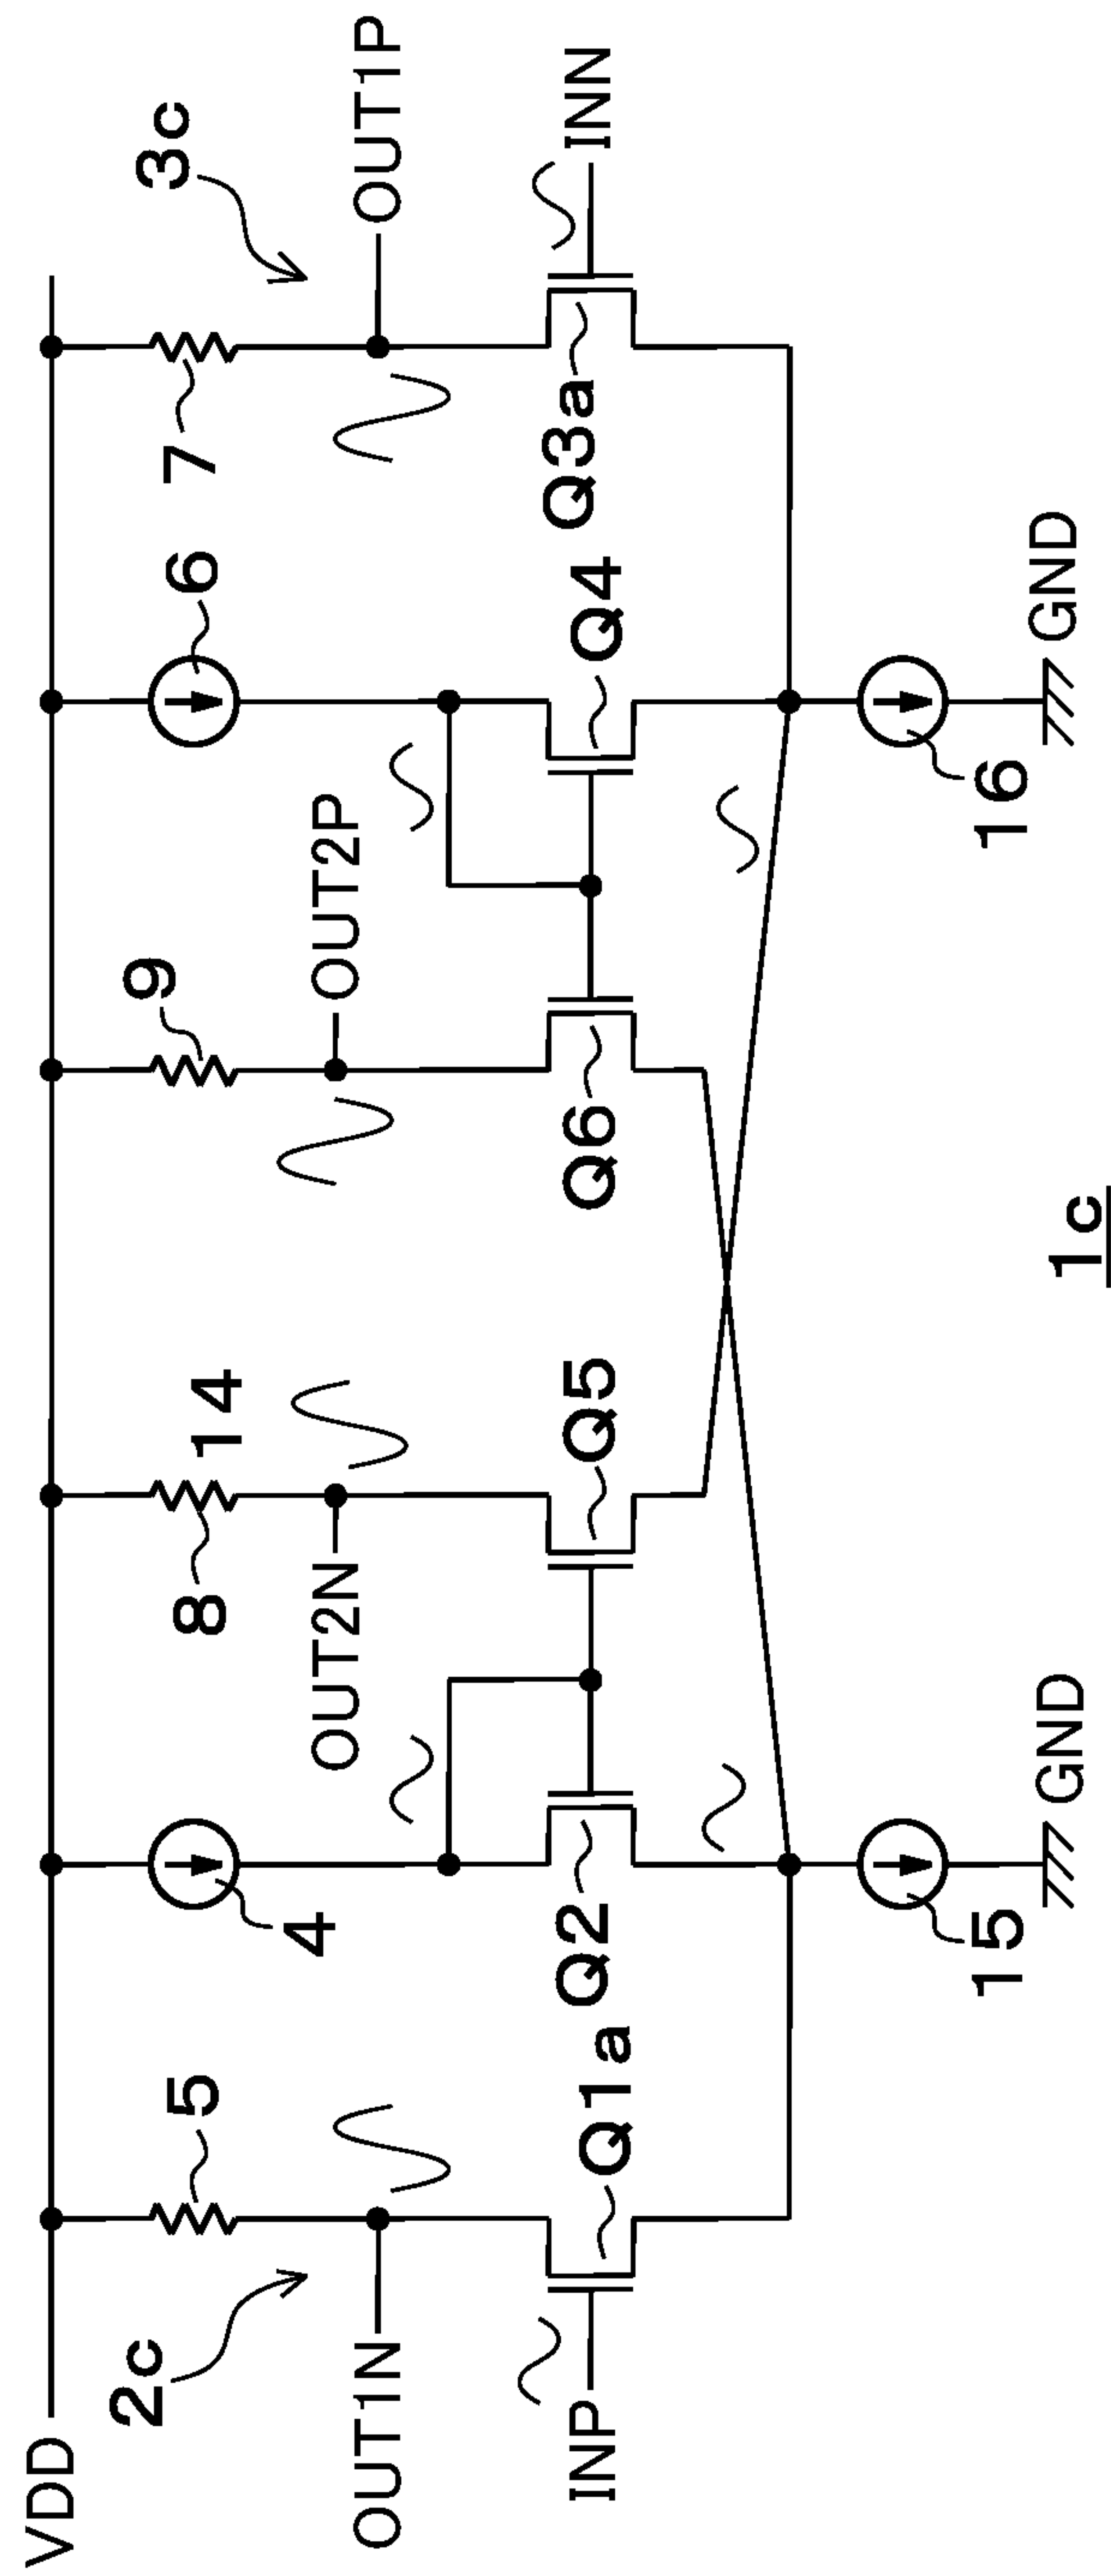 VDD
2c
5
4
8
14
9
6
7
3c
OUT1N
OUT2N
OUT2P
OUT1P
INP
Q1a
Q2
Q5
Q6
Q4
Q3a
INN
15
16
GND
GND
1c